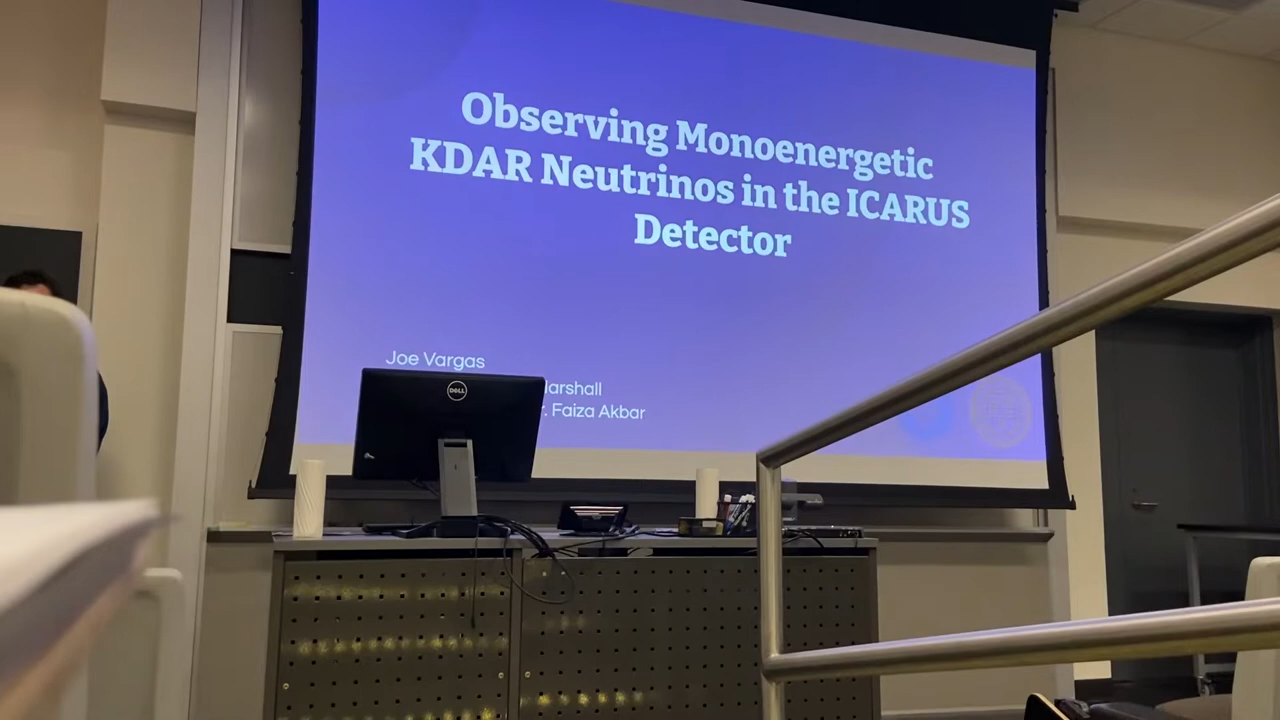 Observing Monoenergetic
KDAR Neutrinos in the ICARUS
Detector
Joe Vargas
Marshall
r. Faiza Akbar
DELL